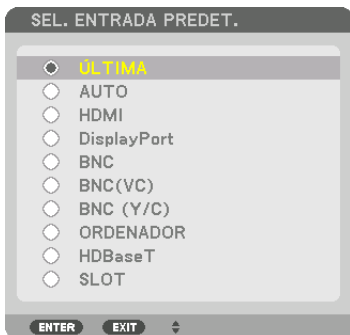 SEL. ENTRADA PREDET.
ÚLTIMA
AUTO
HDMI
DisplayPort
BNC
BNC(VC)
BNC (Y/C)
ORDENADOR
HDBaseT
SLOT
ENTER EXIT